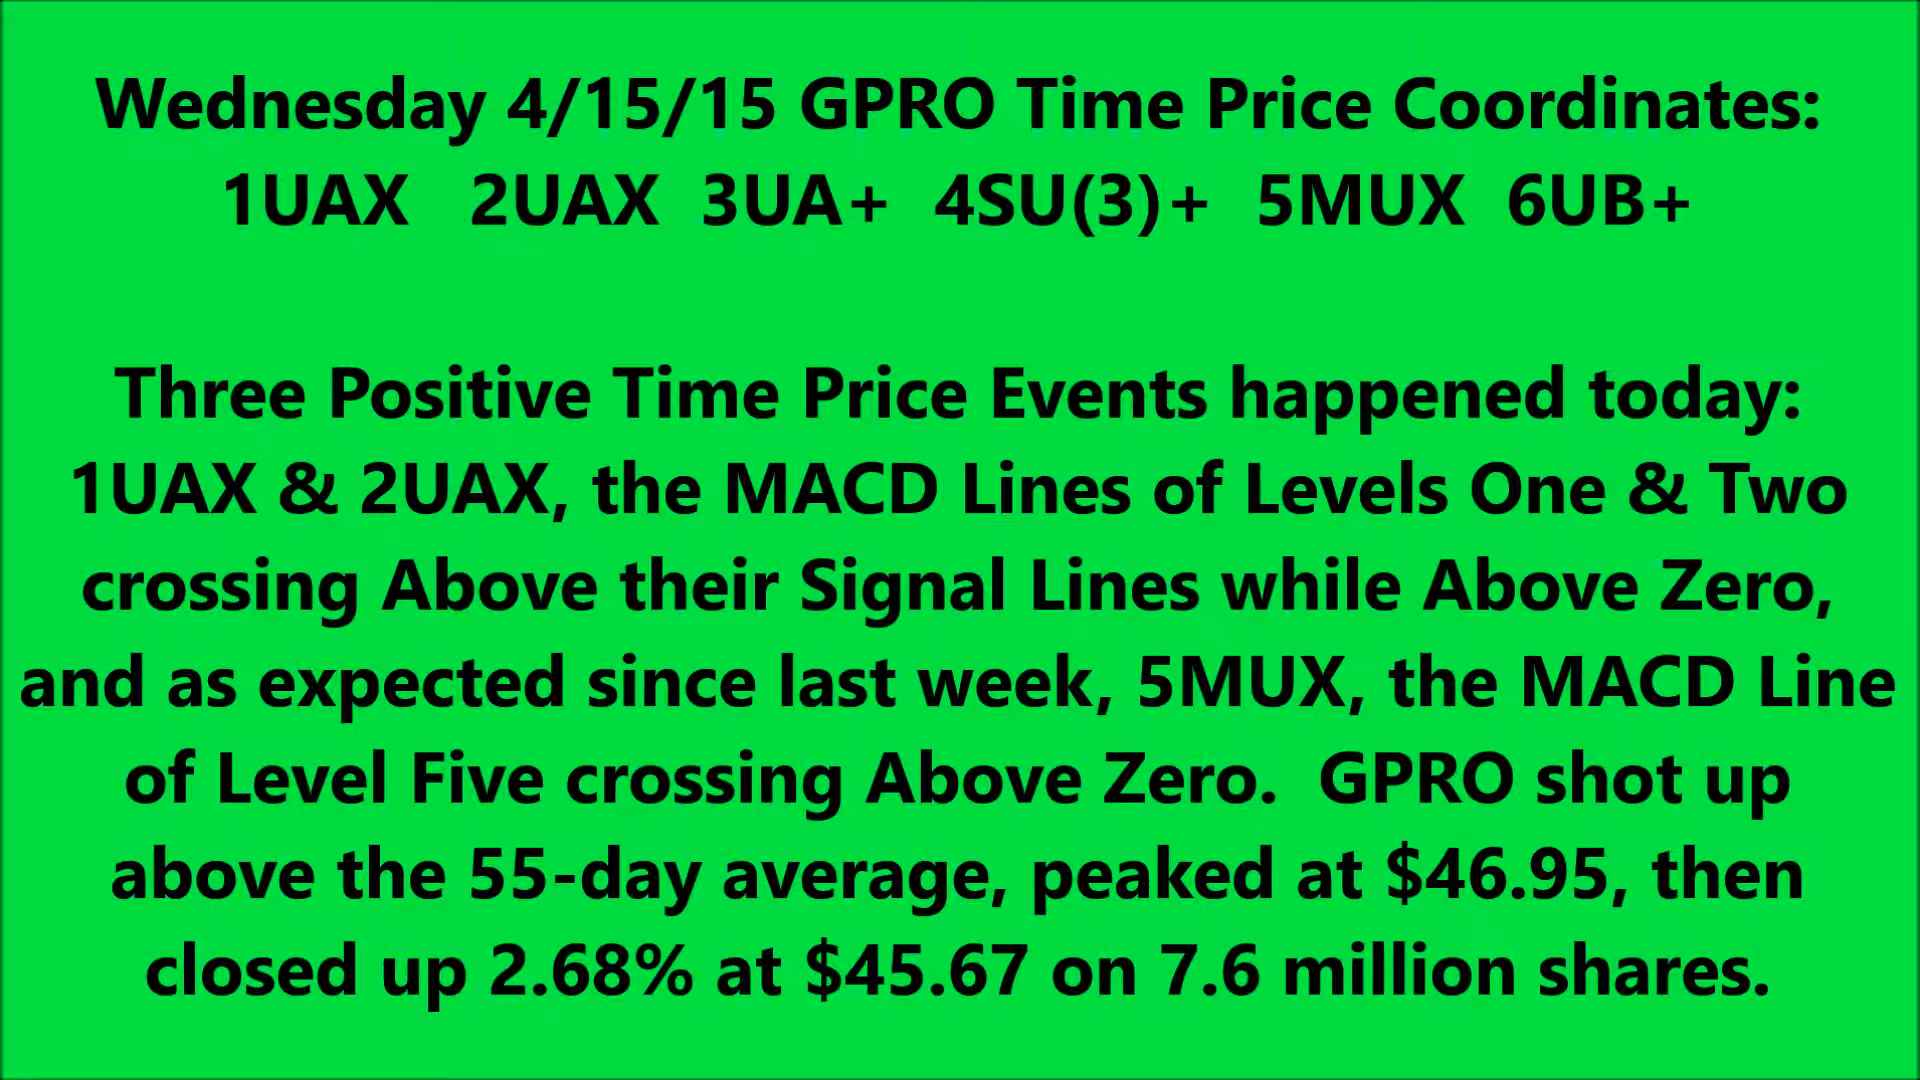 Wednesday 4/15/15 GPRO Time Price Coordinates:
1UAX 2UAX 3UA+ 4SU(3)+ 5MUX 6UB+
Three Positive Time Price Events happened today:
1UAX & 2UAX, the MACD Lines of Levels One & Two
crossing Above their Signal Lines while Above Zero,
and as expected since last week, 5MUX, the MACD Line
of Level Five crossing Above Zero. GPRO shot up
above the 55-day average, peaked at $46.95, then
closed up 2.68% at $45.67 on 7.6 million shares.